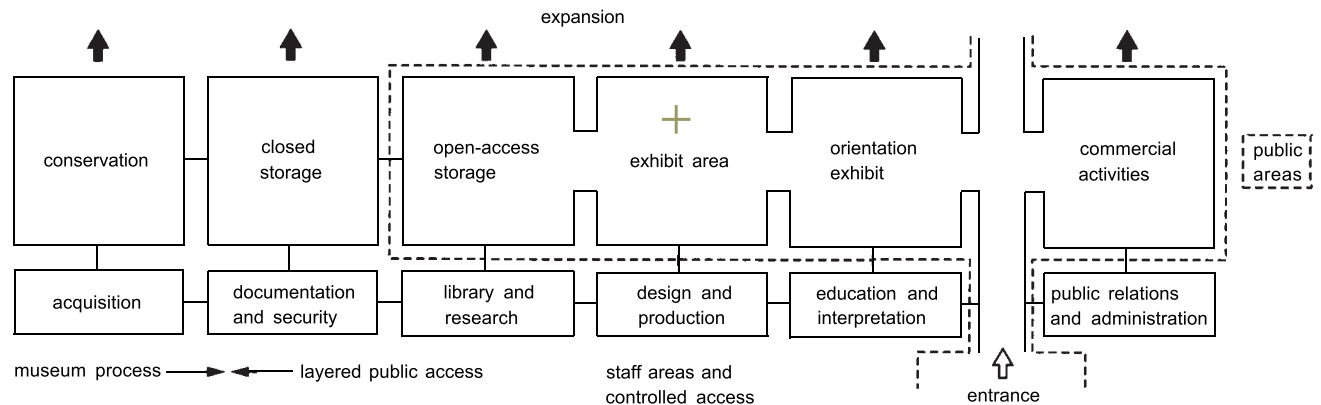 expansion
conservation
closed
storage
open-access
storage
exhibit area
orientation
exhibit
commercial
activities
public
areas
acquisition
documentation
and security
library and
research
design and
production
education and
interpretation
public relations
and administration
museum process
layered public access
staff areas and
controlled access
entrance